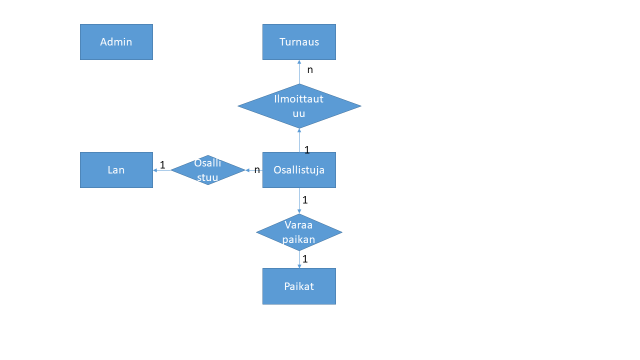 Admin
Turnaus
n
Ilmoittaut
uu
1
Lan
1
Osalli
stuu
n
Osallistuja
1
Varaa
paikan
1
Paikat